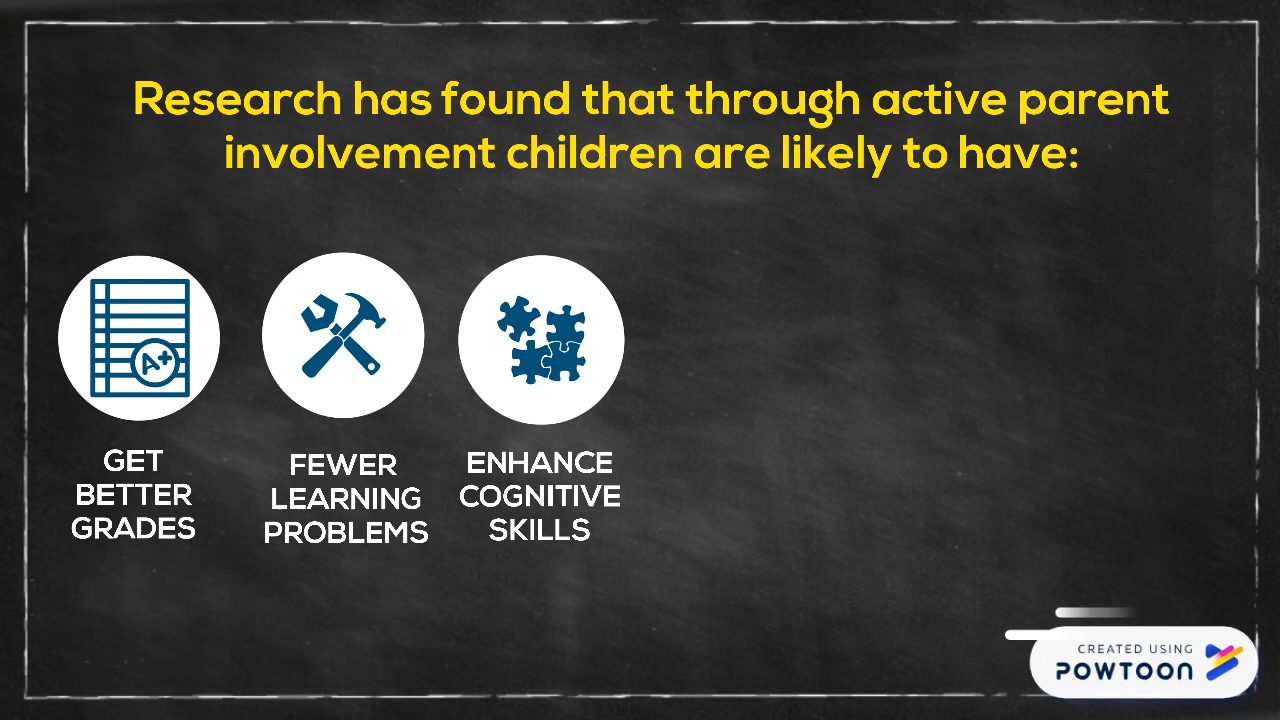 Research has found that through active parent
involvement children are likely to have:
A+
GET
BETTER
GRADES
FEWER
LEARNING
PROBLEMS
ENHANCE
COGNITIVE
SKILLS
CREATED USING
POWTOON